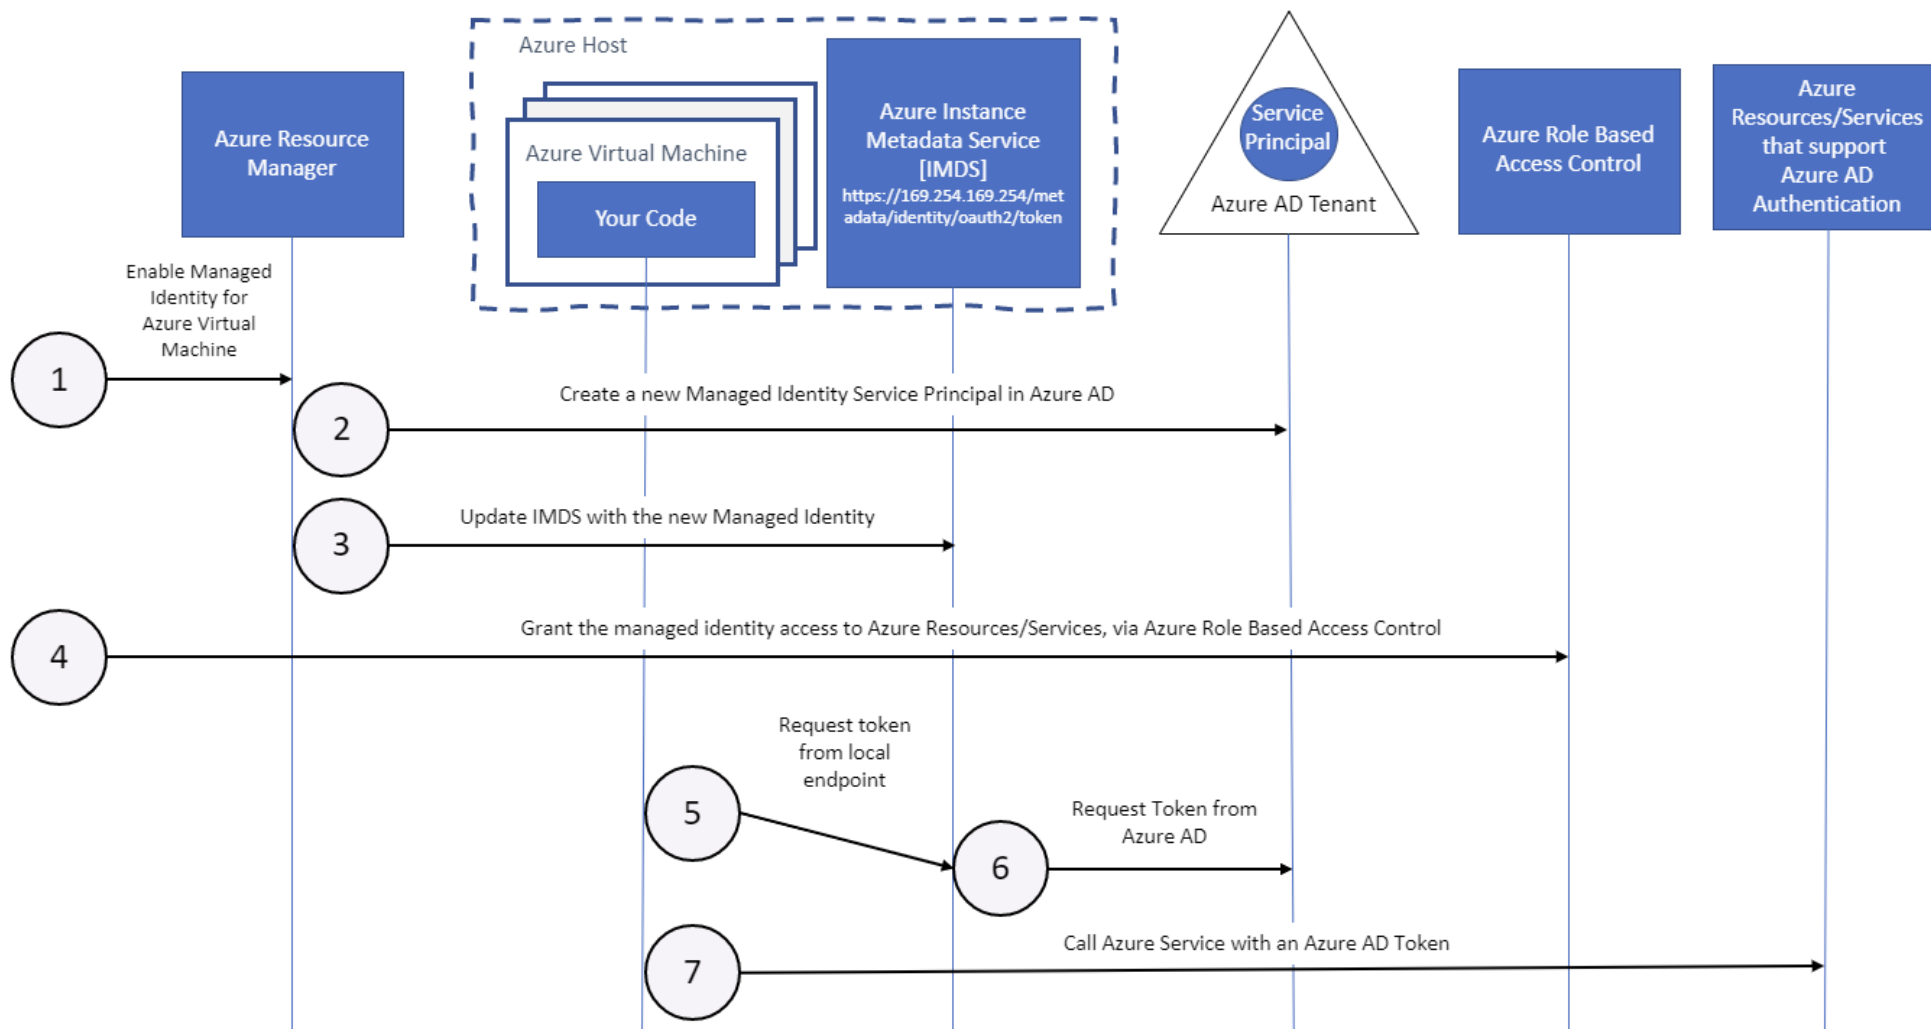 Azure Host
Azure Resource
Manager
Azure Virtual Machine
Your Code
Azure Instance
Metadata Service
[IMDS]
https://169.254.169.254/met
adata/identity/oauth2/token
Service
Principal
Azure AD Tenant
Azure Role Based
Access Control
Azure
Resources/Services
that support
Azure AD
Authentication
Enable Managed
Identity for
Azure Virtual
Machine
1
Create a new Managed Identity Service Principal in Azure AD
2
Update IMDS with the new Managed Identity
3
Grant the managed identity access to Azure Resources/Services, via Azure Role Based Access Control
4
Request token
from local
endpoint
5
Request Token from
Azure AD
6
Call Azure Service with an Azure AD Token
7